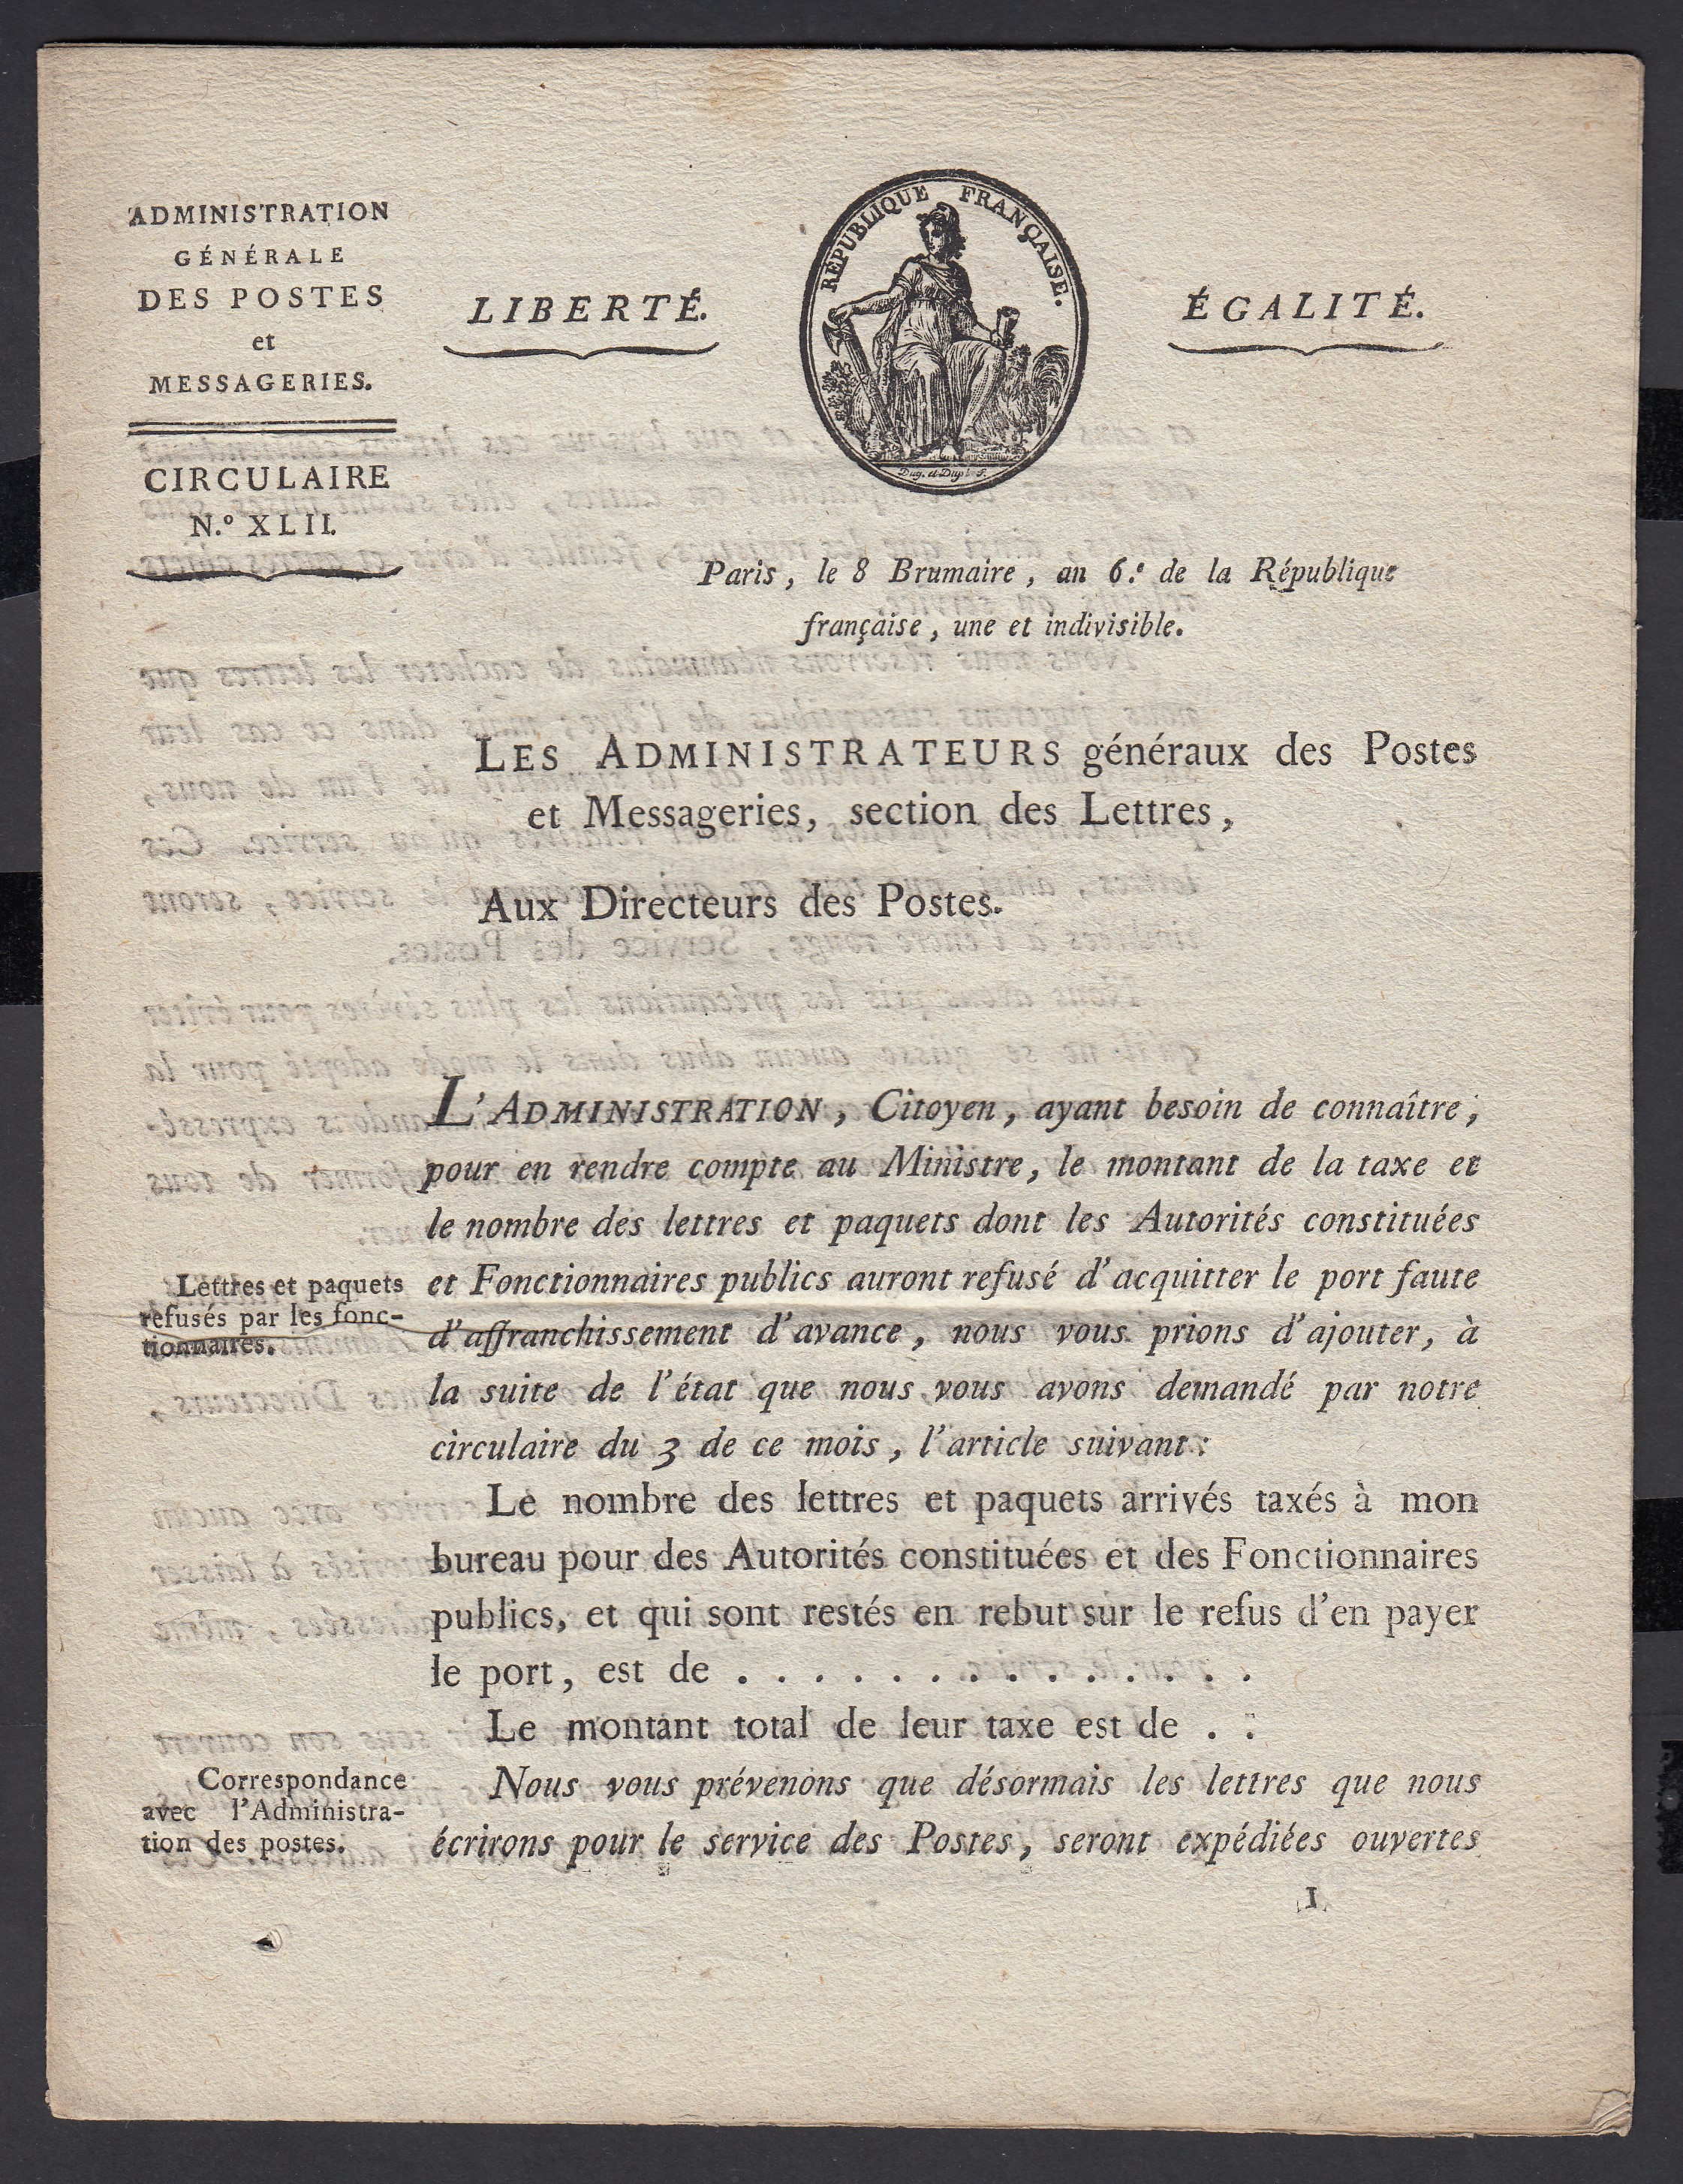 ADMINISTRATION
GÉNÉRALE
DES POSTES
et
MESSAGERIES.
CIRCULAIRE
N.º XLII.
LIBERTÉ.
RÉPUBLIQUE FRANÇAISE.
ÉGALITÉ.
Paris, le 8 Brumaire, an 6.e de la République
française, une et indivisible.
LES ADMINISTRATEURS généraux des Postes
et Messageries, section des Lettres,
Aux Directeurs des Postes.
L'ADMINISTRATION, Citoyen, ayant besoin de connaître,
pour en rendre compte au Ministre, le montant de la taxe et
le nombre des lettres et paquets dont les Autorités constituées
Lettres et paquets
refusés par les fonc-
tionnaires.
et Fonctionnaires publics auront refusé d'acquitter le port faute
d'affranchissement d'avance, nous vous prions d'ajouter, à
la suite de l'état que nous vous avons demandé par notre
circulaire du 3 de ce mois, l'article suivant :
Le nombre des lettres et paquets arrivés taxés à mon
bureau pour des Autorités constituées et des Fonctionnaires
publics, et qui sont restés en rebut sur le refus d'en payer
le port, est de . . . . . . . . . . . . . . . .
Le montant total de leur taxe est de . .
Correspondance
avec l'Administra-
tion des postes.
Nous vous prévenons que désormais les lettres que nous
écrirons pour le service des Postes, seront expédiées ouvertes
1